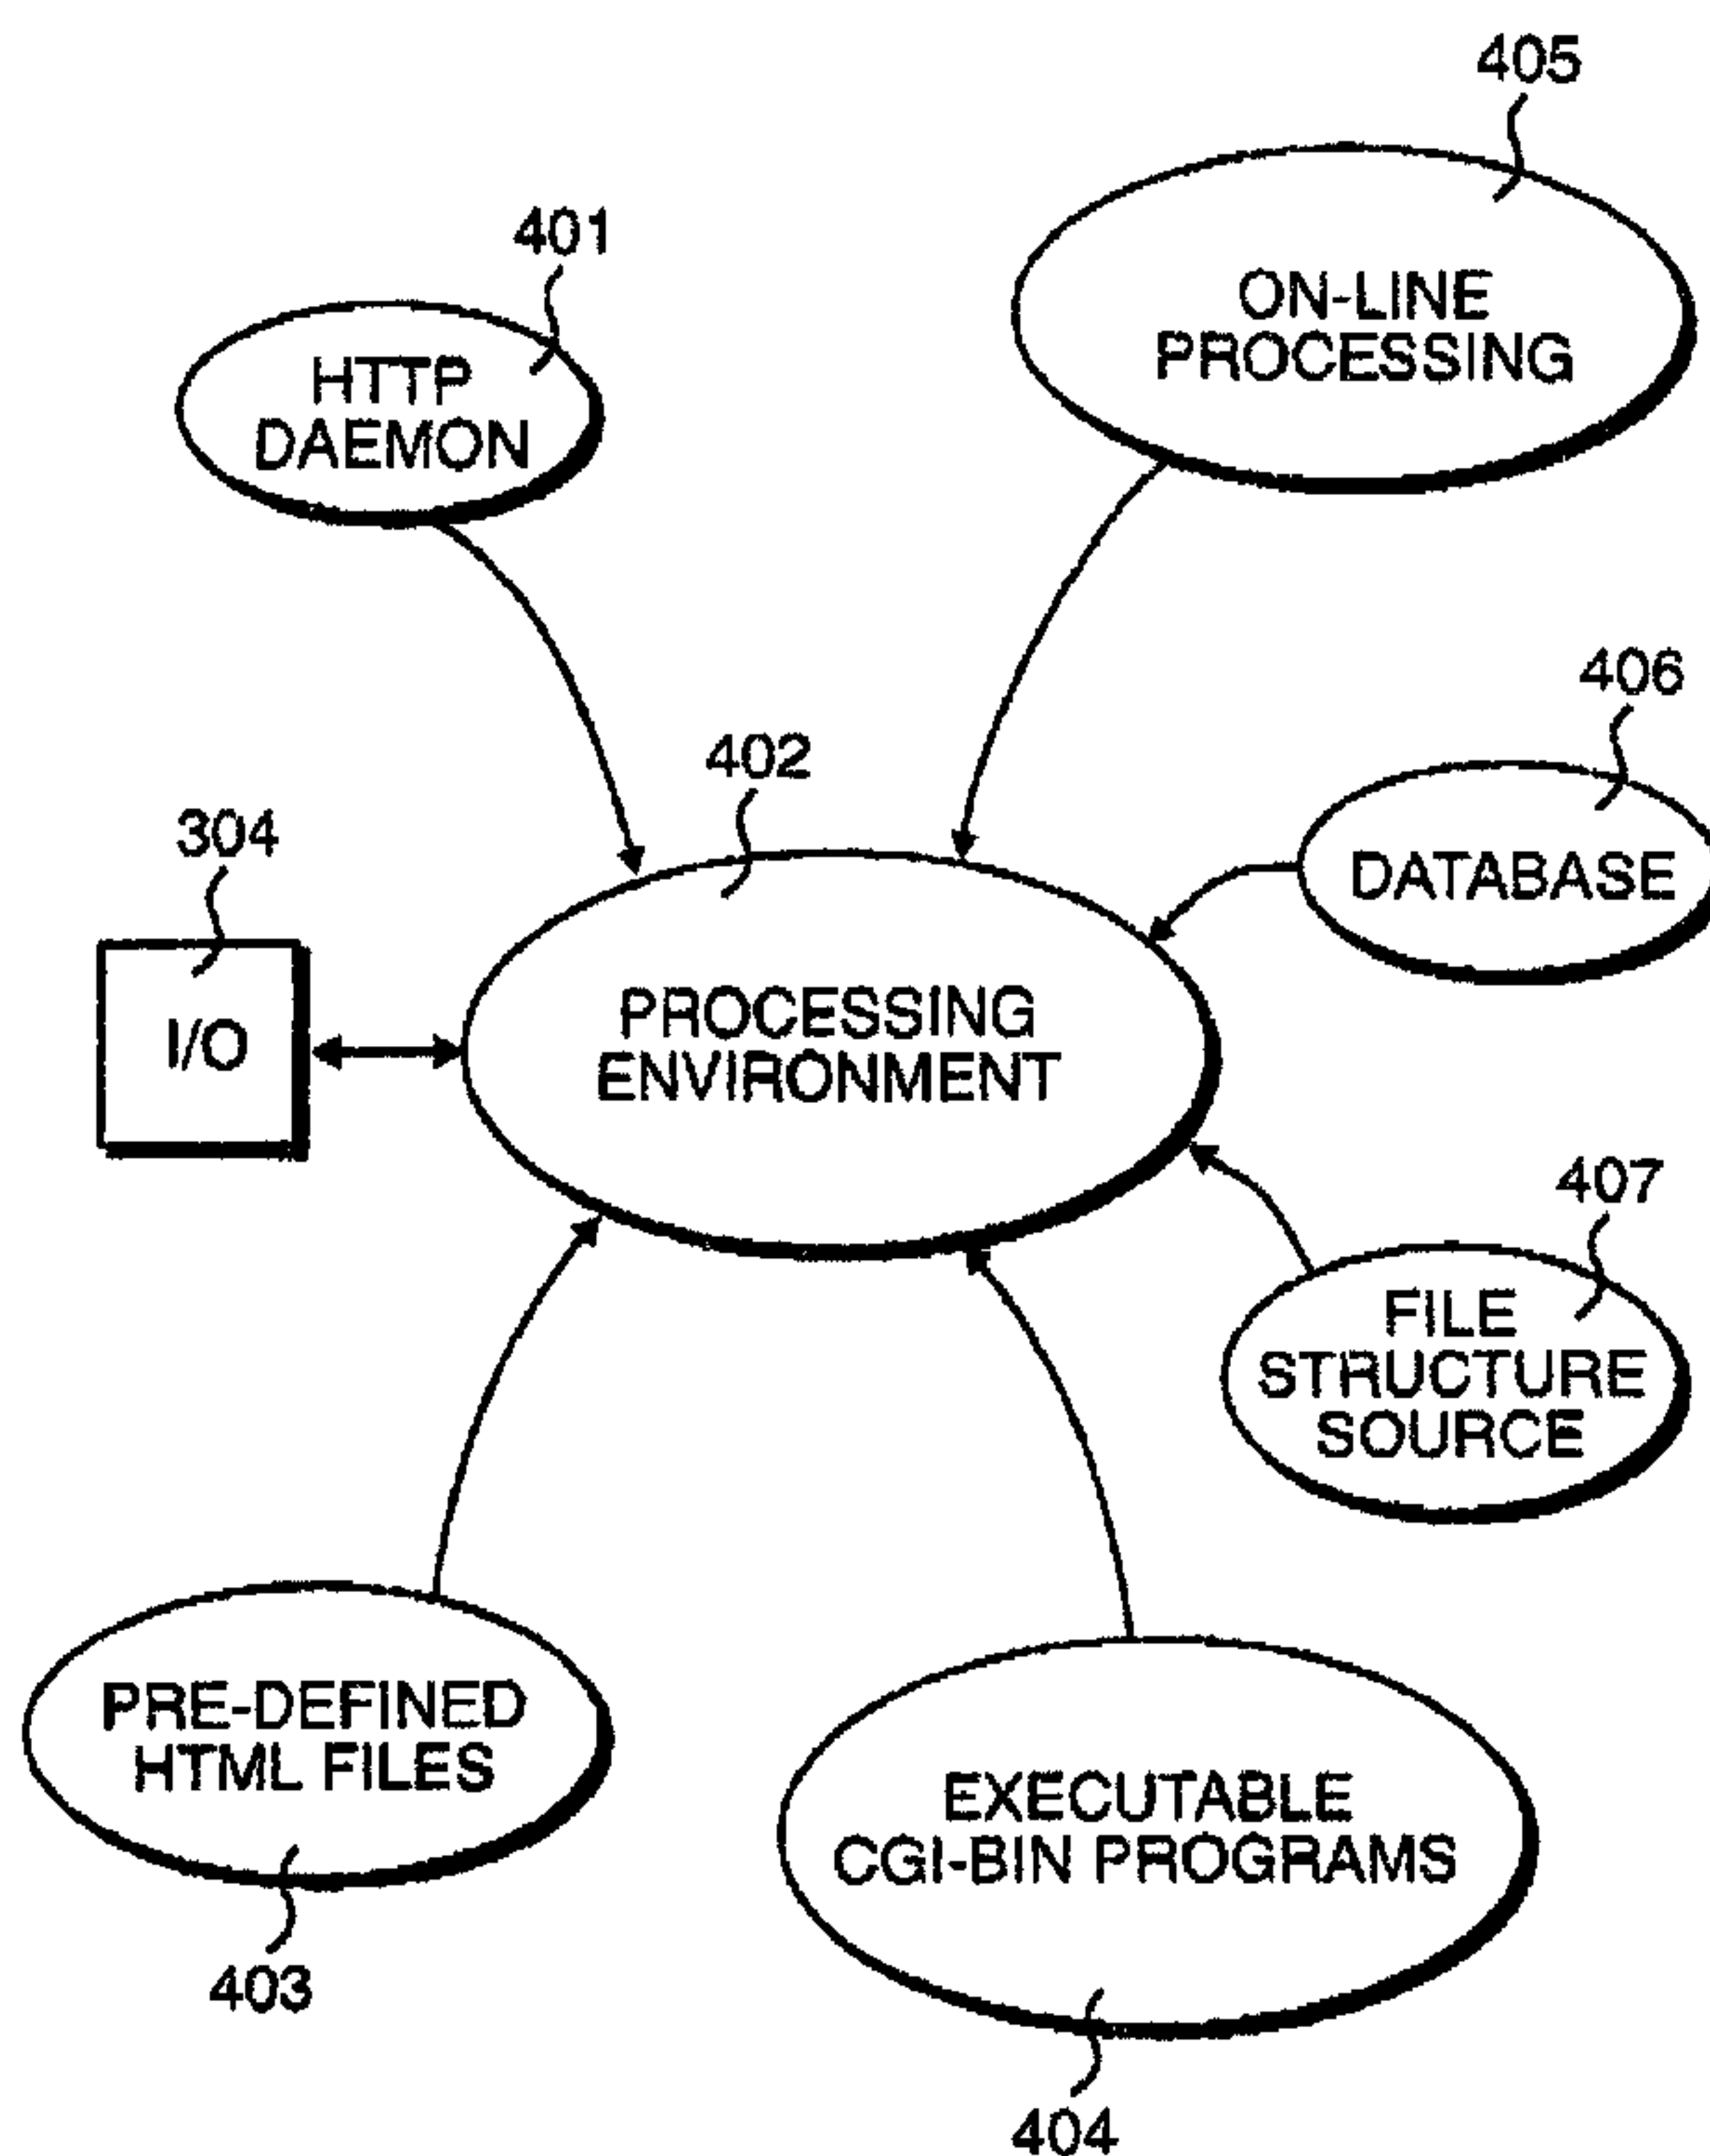 405
401
ON-LINE
PROCESSING
HTTP
DAEMON
406
402
304
DATABASE
I/O
PROCESSING
ENVIRONMENT
407
FILE
STRUCTURE
SOURCE
PRE-DEFINED
HTML FILES
EXECUTABLE
CGI-BIN PROGRAMS
403
404